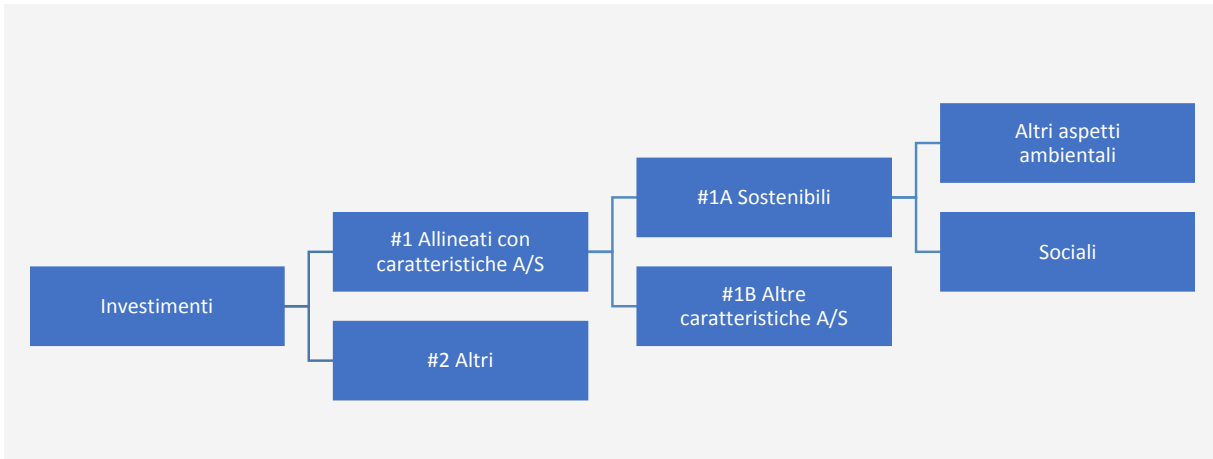 Investimenti
#1 Allineati con
caratteristiche A/S
#2 Altri
#1A Sostenibili
#1B Altre
caratteristiche A/S
Altri aspetti
ambientali
Sociali